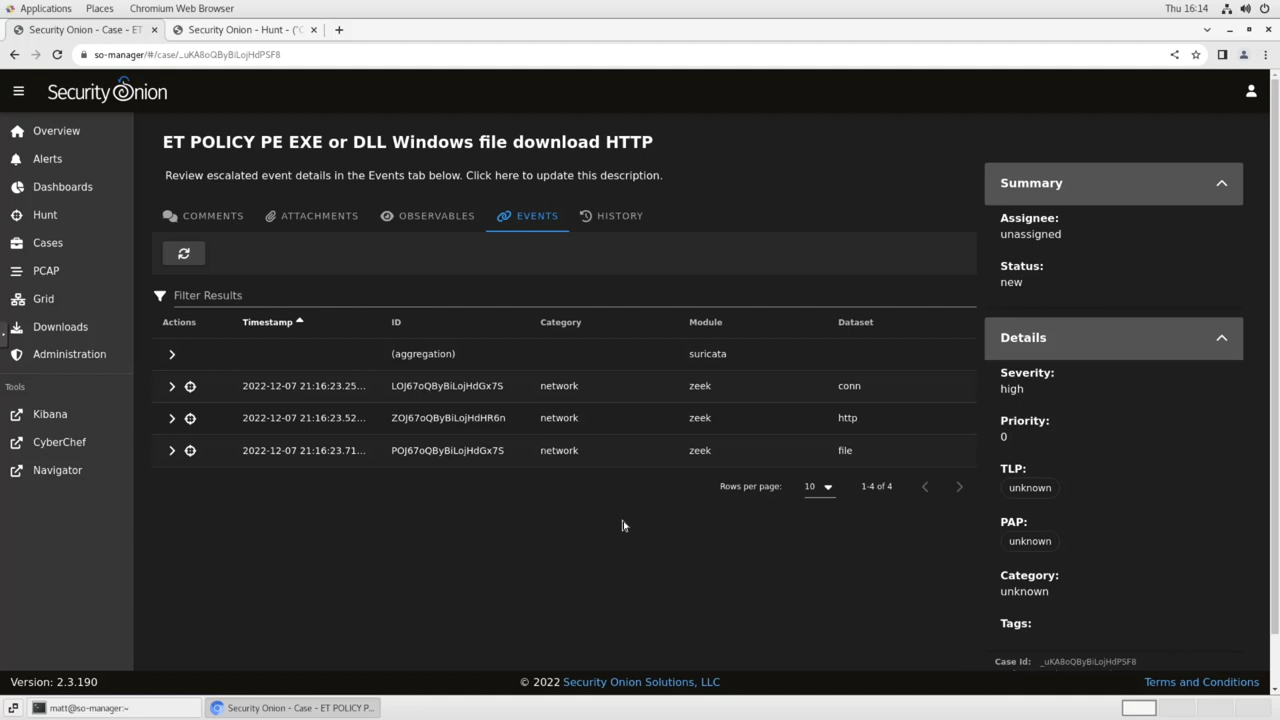 Applications Places Chromium Web Browser Thu 16:14
Security Onion - Case - ET Security Onion - Hunt - ("C
so-manager/#/case/_uKA8oQByBiLojHdPSF8
Security Onion
Overview
Alerts
Dashboards
Hunt
Cases
PCAP
Grid
Downloads
Administration
Tools
Kibana
CyberChef
Navigator
ET POLICY PE EXE or DLL Windows file download HTTP
Review escalated event details in the Events tab below. Click here to update this description.
COMMENTS ATTACHMENTS OBSERVABLES EVENTS HISTORY
Filter Results
Actions Timestamp ID Category Module Dataset
(aggregation) suricata
2022-12-07 21:16:23.25... LOJ67oQByBiLojHdGx7S network zeek conn
2022-12-07 21:16:23.52... ZOJ67oQByBiLojHdHR6n network zeek http
2022-12-07 21:16:23.71... POJ67oQByBiLojHdGx7S network zeek file
Rows per page: 10 1-4 of 4
Summary
Assignee:
unassigned
Status:
new
Details
Severity:
high
Priority:
0
TLP:
unknown
PAP:
unknown
Category:
unknown
Tags:
Case Id: _uKA8oQByBiLojHdPSF8
Version: 2.3.190 © 2022 Security Onion Solutions, LLC Terms and Conditions
matt@so-manager:~ Security Onion - Case - ET POLICY P...